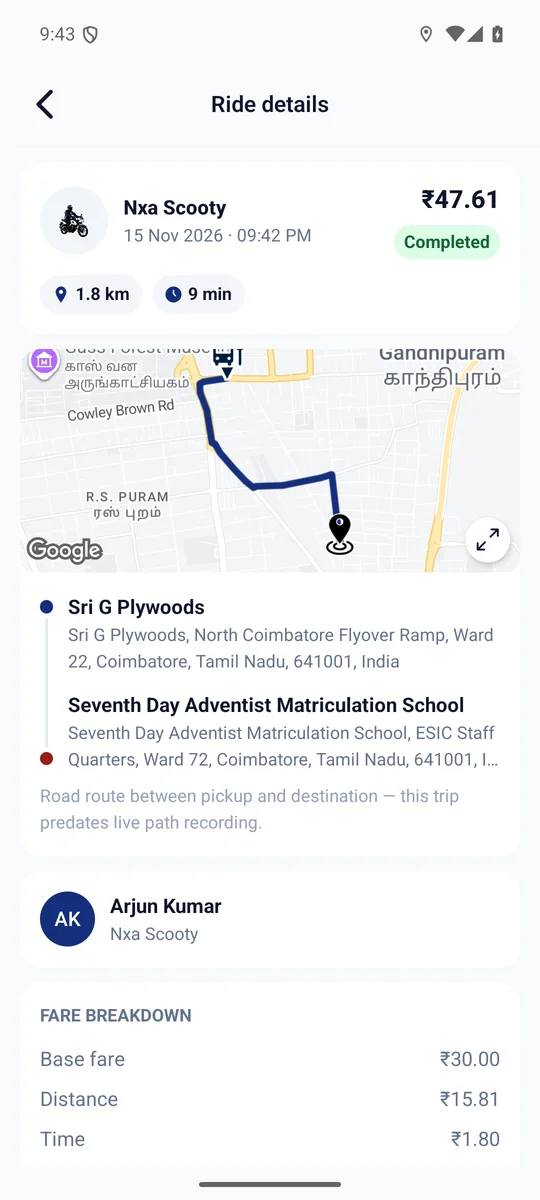 9:43
Ride details
Nxa Scooty
₹47.61
15 Nov 2026 · 09:42 PM
Completed
1.8 km
9 min
Gass Forest Muse
காஸ் வன
அருங்காட்சியகம்
Gandhipuram
காந்திபுரம்
Cowley Brown Rd
R.S. PURAM
ரஸ் புறம்
Google
Sri G Plywoods
Sri G Plywoods, North Coimbatore Flyover Ramp, Ward
22, Coimbatore, Tamil Nadu, 641001, India
Seventh Day Adventist Matriculation School
Seventh Day Adventist Matriculation School, ESIC Staff
Quarters, Ward 72, Coimbatore, Tamil Nadu, 641001, I...
Road route between pickup and destination — this trip
predates live path recording.
AK
Arjun Kumar
Nxa Scooty
FARE BREAKDOWN
Base fare
₹30.00
Distance
₹15.81
Time
₹1.80